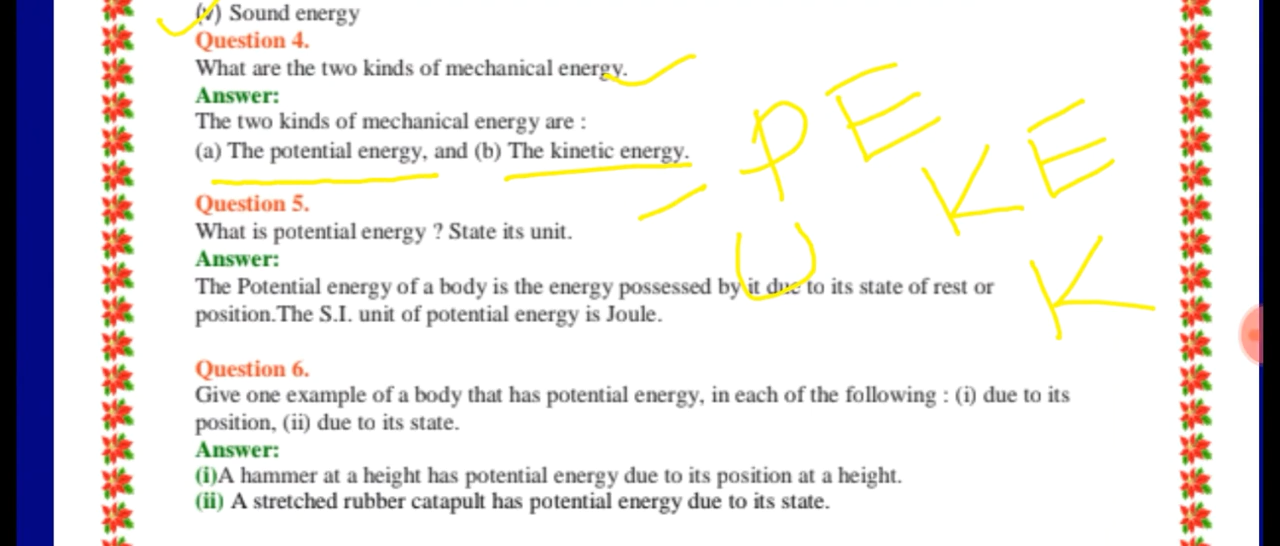 (v) Sound energy
Question 4.
What are the two kinds of mechanical energy.
Answer:
The two kinds of mechanical energy are :
(a) The potential energy, and (b) The kinetic energy.
PE
KE
U
K
Question 5.
What is potential energy ? State its unit.
Answer:
The Potential energy of a body is the energy possessed by it due to its state of rest or
position.The S.I. unit of potential energy is Joule.
Question 6.
Give one example of a body that has potential energy, in each of the following : (i) due to its
position, (ii) due to its state.
Answer:
(i)A hammer at a height has potential energy due to its position at a height.
(ii) A stretched rubber catapult has potential energy due to its state.